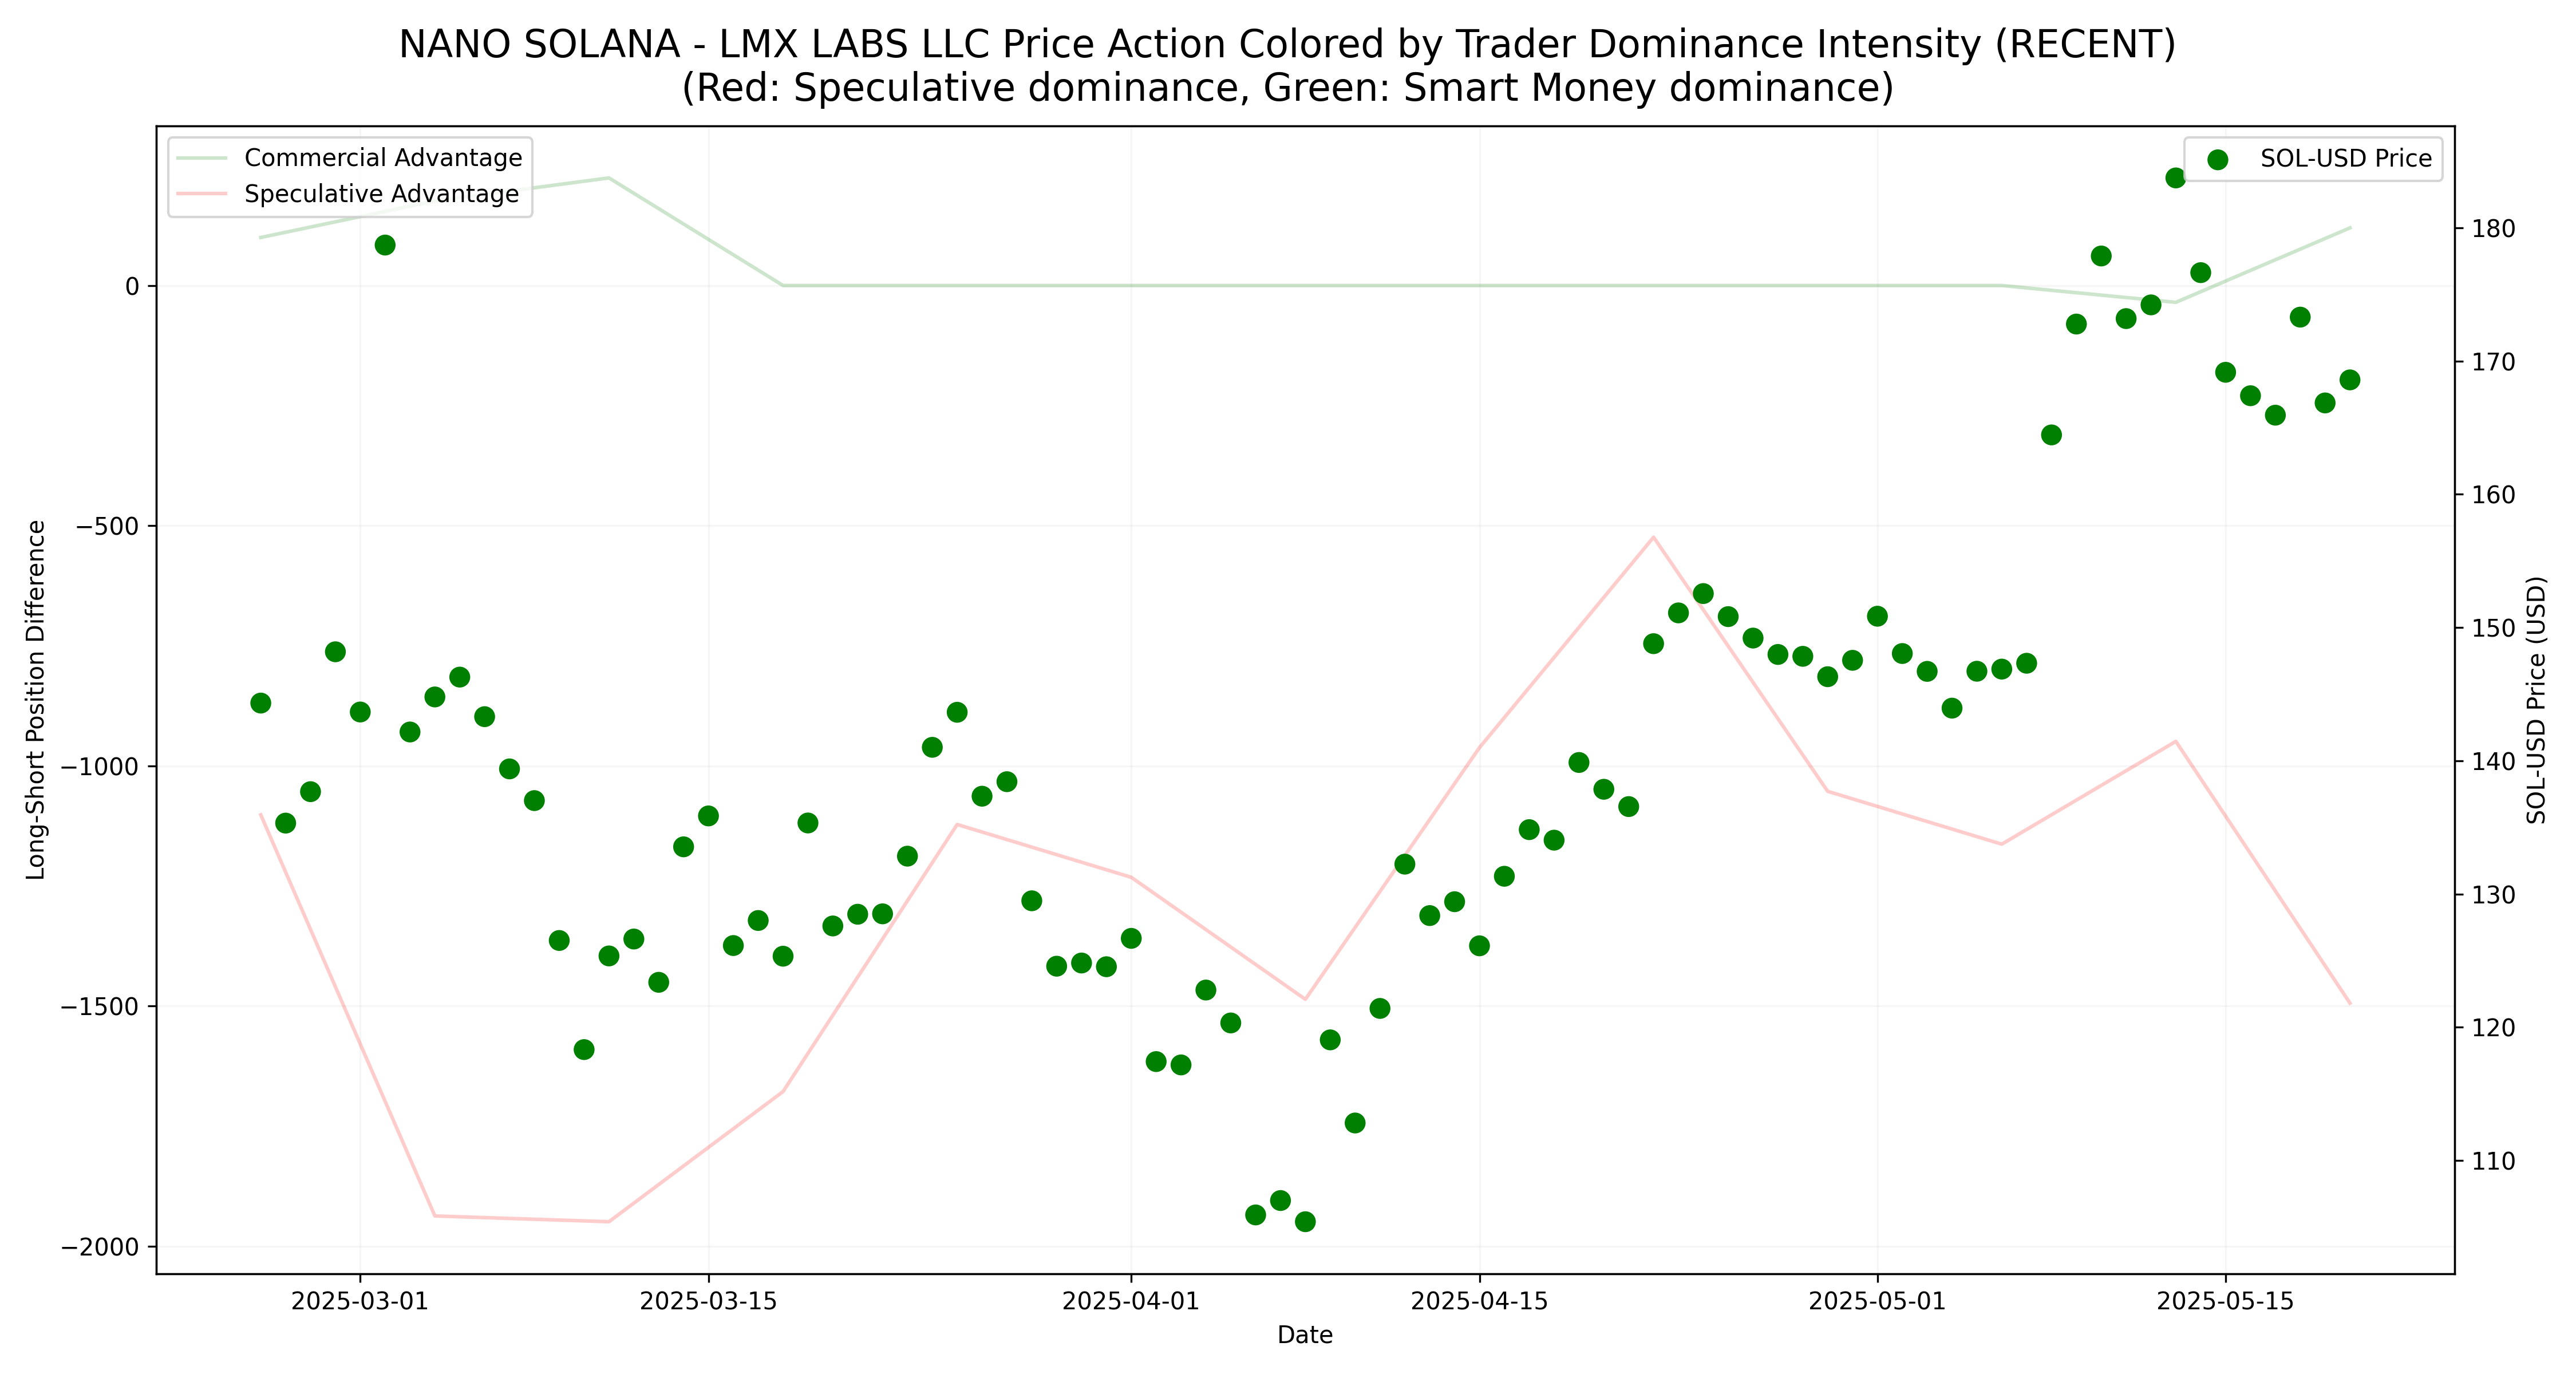 NANO SOLANA - LMX LABS LLC Price Action Colored by Trader Dominance Intensity (RECENT)
(Red: Speculative dominance, Green: Smart Money dominance)
Commercial Advantage
Speculative Advantage
SOL-USD Price
Long-Short Position Difference
0
−500
−1000
−1500
−2000
180
170
160
150
140
130
120
110
SOL-USD Price (USD)
2025-03-01
2025-03-15
2025-04-01
2025-04-15
2025-05-01
2025-05-15
Date